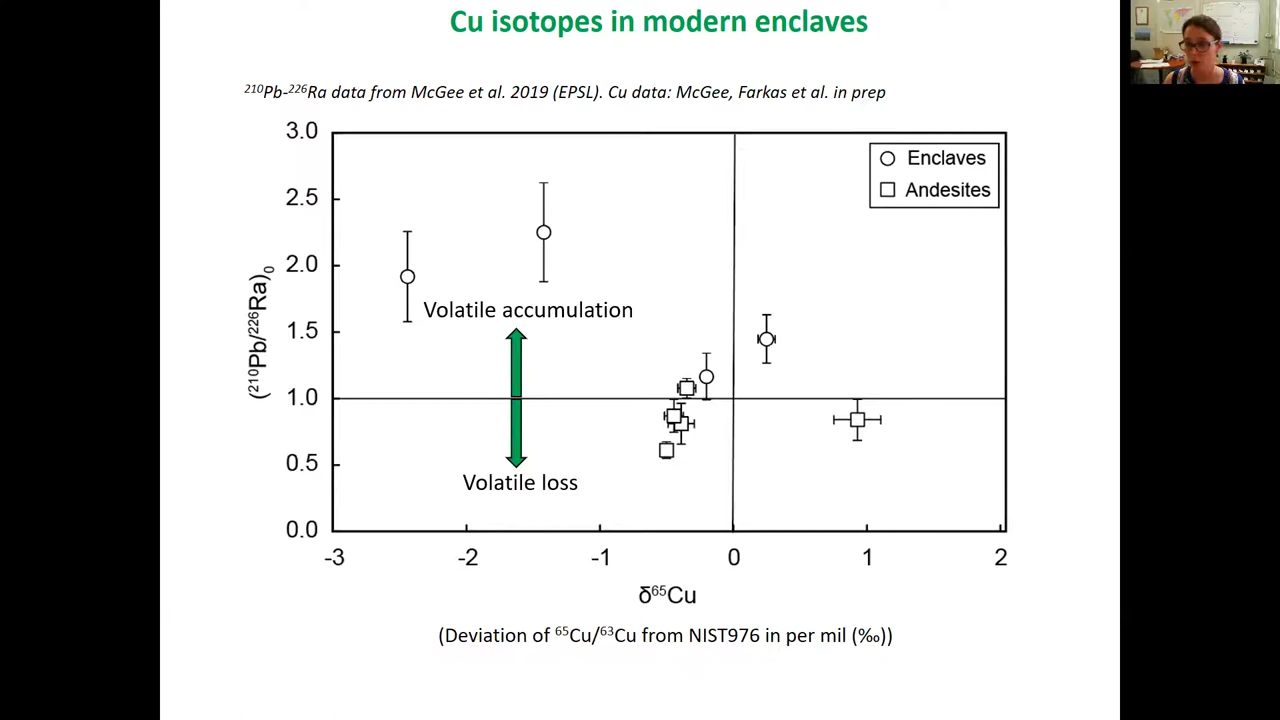 Cu isotopes in modern enclaves
²¹⁰Pb-²²⁶Ra data from McGee et al. 2019 (EPSL). Cu data: McGee, Farkas et al. in prep
3.0
2.5
2.0
1.5
1.0
0.5
0.0
(²¹⁰Pb/²²⁶Ra)₀
Enclaves
Andesites
Volatile accumulation
Volatile loss
-3 -2 -1 0 1 2
δ⁶⁵Cu
(Deviation of ⁶⁵Cu/⁶³Cu from NIST976 in per mil (‰))